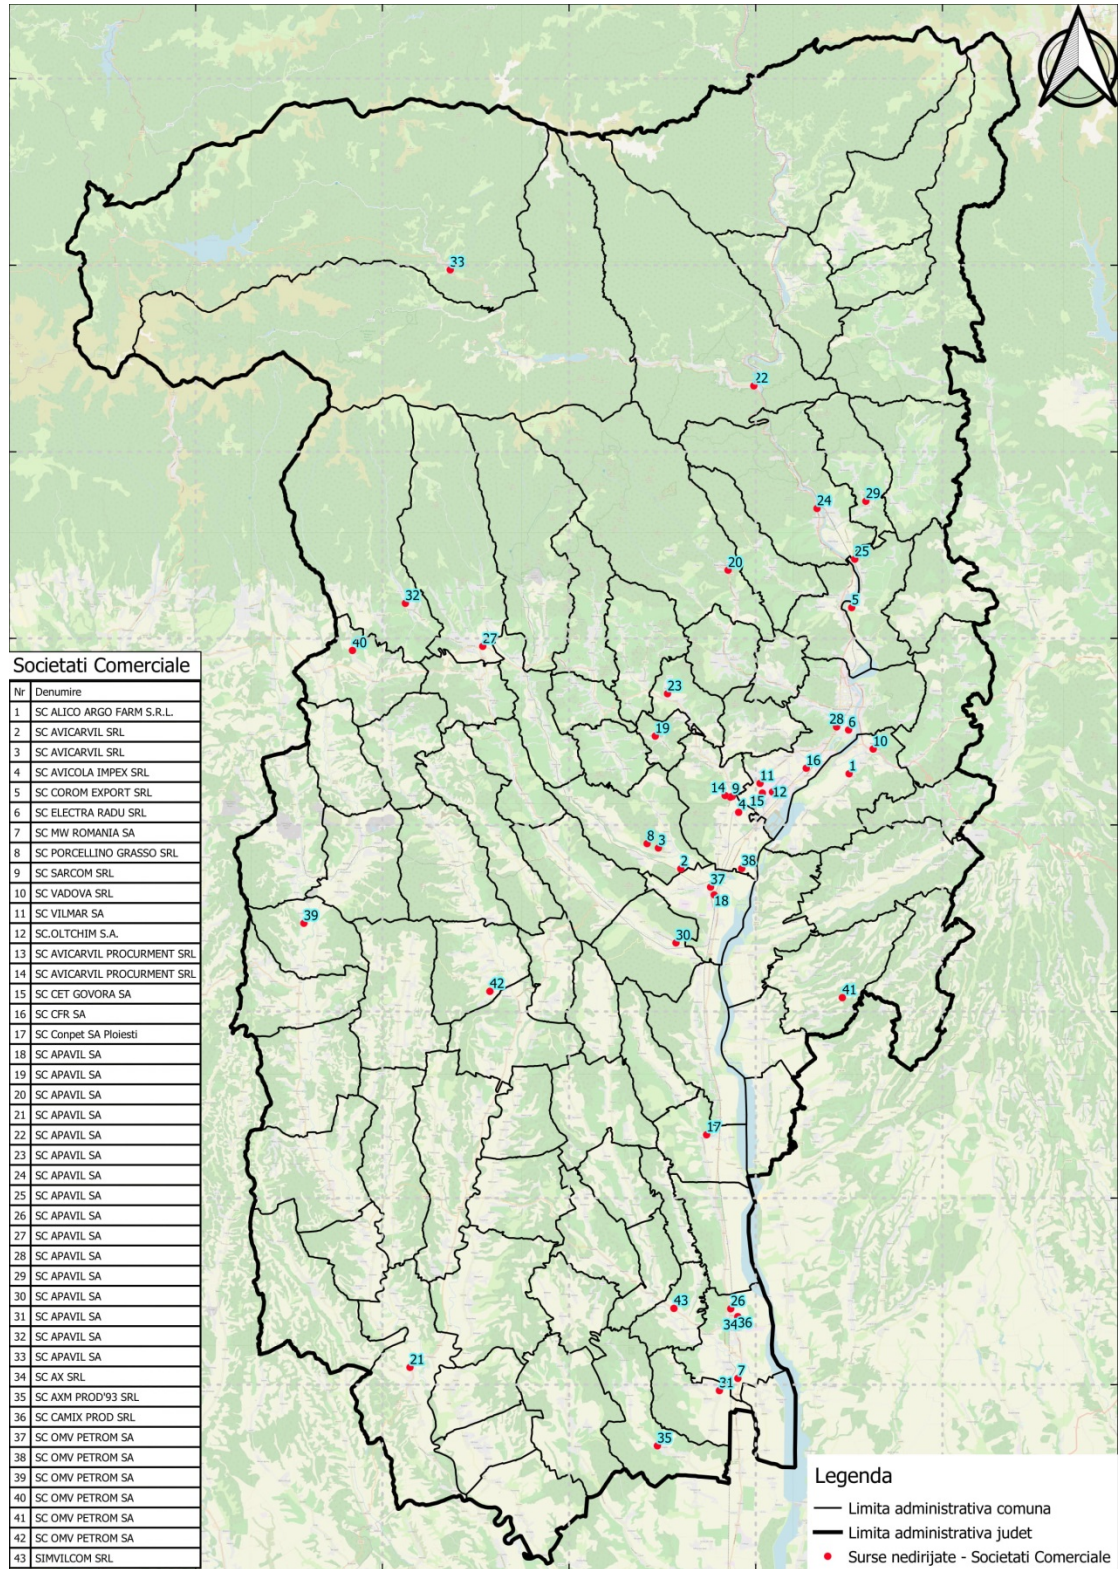 33
22
24
29
25
20
5
32
40
27
23
19
28
6
10
1
16
11
14
9
15
12
4
8
3
2
38
37
18
39
30
42
41
17
43
26
34
36
21
7
31
35
Societati Comerciale
Nr Denumire
1 SC ALICO ARGO FARM S.R.L.
2 SC AVICARVIL SRL
3 SC AVICARVIL SRL
4 SC AVICOLA IMPEX SRL
5 SC COROM EXPORT SRL
6 SC ELECTRA RADU SRL
7 SC MW ROMANIA SA
8 SC PORCELLINO GRASSO SRL
9 SC SARCOM SRL
10 SC VADOVA SRL
11 SC VILMAR SA
12 SC.OLTCHIM S.A.
13 SC AVICARVIL PROCURMENT SRL
14 SC AVICARVIL PROCURMENT SRL
15 SC CET GOVORA SA
16 SC CFR SA
17 SC Conpet SA Ploiesti
18 SC APAVIL SA
19 SC APAVIL SA
20 SC APAVIL SA
21 SC APAVIL SA
22 SC APAVIL SA
23 SC APAVIL SA
24 SC APAVIL SA
25 SC APAVIL SA
26 SC APAVIL SA
27 SC APAVIL SA
28 SC APAVIL SA
29 SC APAVIL SA
30 SC APAVIL SA
31 SC APAVIL SA
32 SC APAVIL SA
33 SC APAVIL SA
34 SC AX SRL
35 SC AXM PROD'93 SRL
36 SC CAMIX PROD SRL
37 SC OMV PETROM SA
38 SC OMV PETROM SA
39 SC OMV PETROM SA
40 SC OMV PETROM SA
41 SC OMV PETROM SA
42 SC OMV PETROM SA
43 SIMVILCOM SRL
Legenda
Limita administrativa comuna
Limita administrativa judet
Surse nedirijate - Societati Comerciale